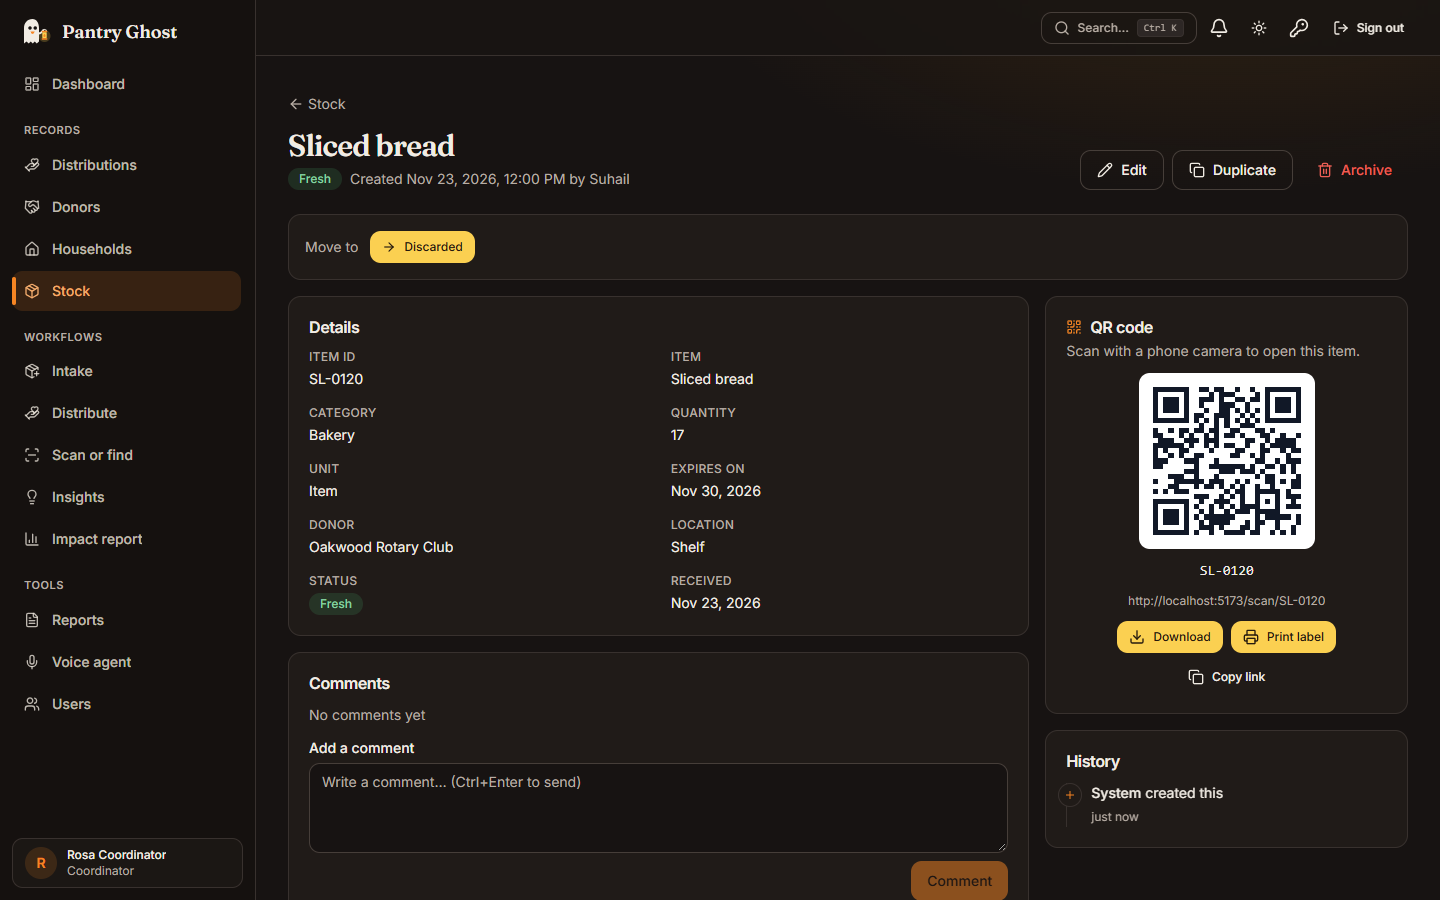 Pantry Ghost
Search... Ctrl K
Sign out
Dashboard
RECORDS
Distributions
Donors
Households
Stock
WORKFLOWS
Intake
Distribute
Scan or find
Insights
Impact report
TOOLS
Reports
Voice agent
Users
R
Rosa Coordinator
Coordinator
Stock
Sliced bread
Fresh Created Nov 23, 2026, 12:00 PM by Suhail
Edit Duplicate Archive
Move to Discarded
Details
ITEM ID
SL-0120
ITEM
Sliced bread
CATEGORY
Bakery
QUANTITY
17
UNIT
Item
EXPIRES ON
Nov 30, 2026
DONOR
Oakwood Rotary Club
LOCATION
Shelf
STATUS
Fresh
RECEIVED
Nov 23, 2026
Comments
No comments yet
Add a comment
Write a comment... (Ctrl+Enter to send)
Comment
QR code
Scan with a phone camera to open this item.
SL-0120
http://localhost:5173/scan/SL-0120
Download Print label
Copy link
History
System created this
just now